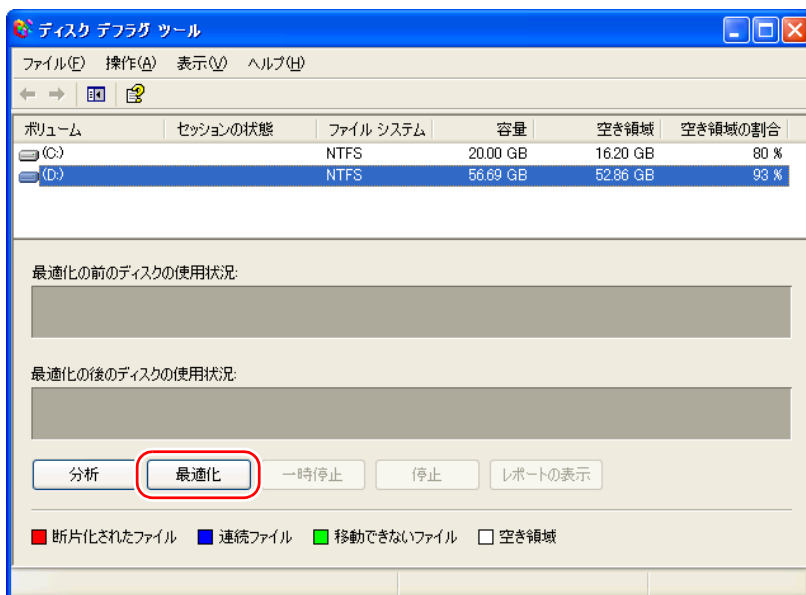 ディスク デフラグ ツール
ファイル(F) 操作(A) 表示(V) ヘルプ(H)
ボリューム セッションの状態 ファイル システム 容量 空き領域 空き領域の割合
(C:) NTFS 20.00 GB 16.20 GB 80 %
(D:) NTFS 56.69 GB 52.86 GB 93 %
最適化の前のディスクの使用状況:
最適化の後のディスクの使用状況:
分析 最適化 一時停止 停止 レポートの表示
断片化されたファイル 連続ファイル 移動できないファイル 空き領域